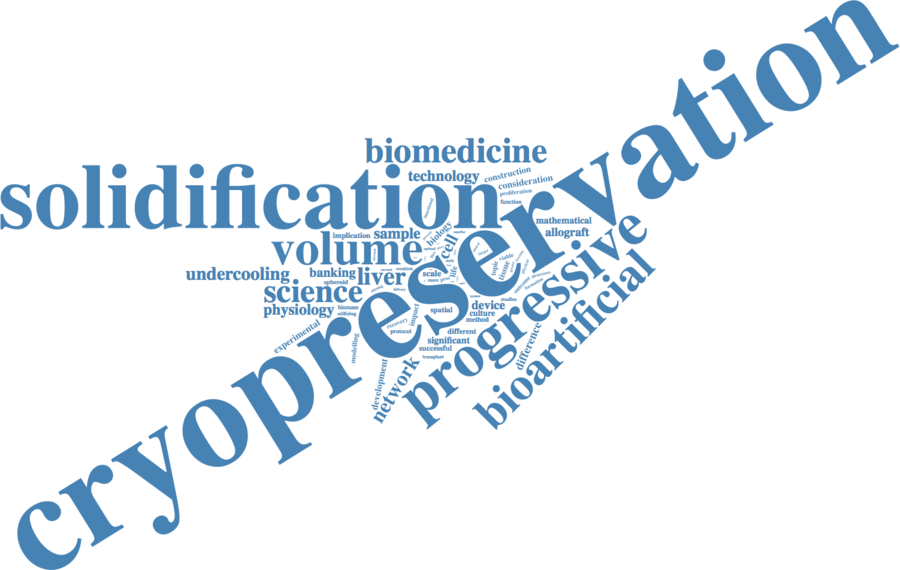 cryopreservation
biomedicine
technology
construction
consideration
proliferation
function
solidification
functional
mathematical
allograft
implication
sample
biology
cell
volume
undercooling
banking
spheroid
liver
scale
life
topic
viable
tissue
science
physiology
biomass
utilising
recovery
protocol
impact
spatial
device
studies
culture
method
different
significant
successful
transplant
experimental
modelling
development
network
progressive
bioartificial
difference